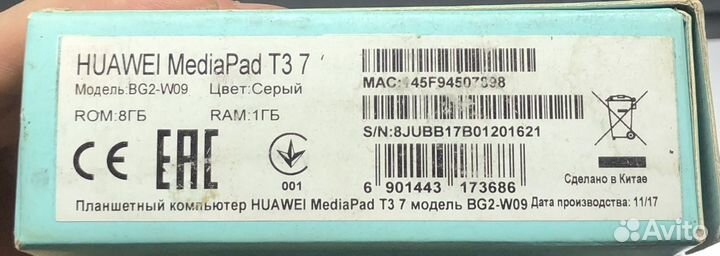 HUAWEI MediaPad T3 7
Модель:BG2-W09 Цвет:Серый
ROM:8ГБ RAM:1ГБ
CE EAC
001
MAC:
S/N:8JUBB17B01201621
6 901443 173686
Сделано в Китае
Планшетный компьютер HUAWEI MediaPad T3 7 модель BG2-W09 Дата производства: 11/17
Avito